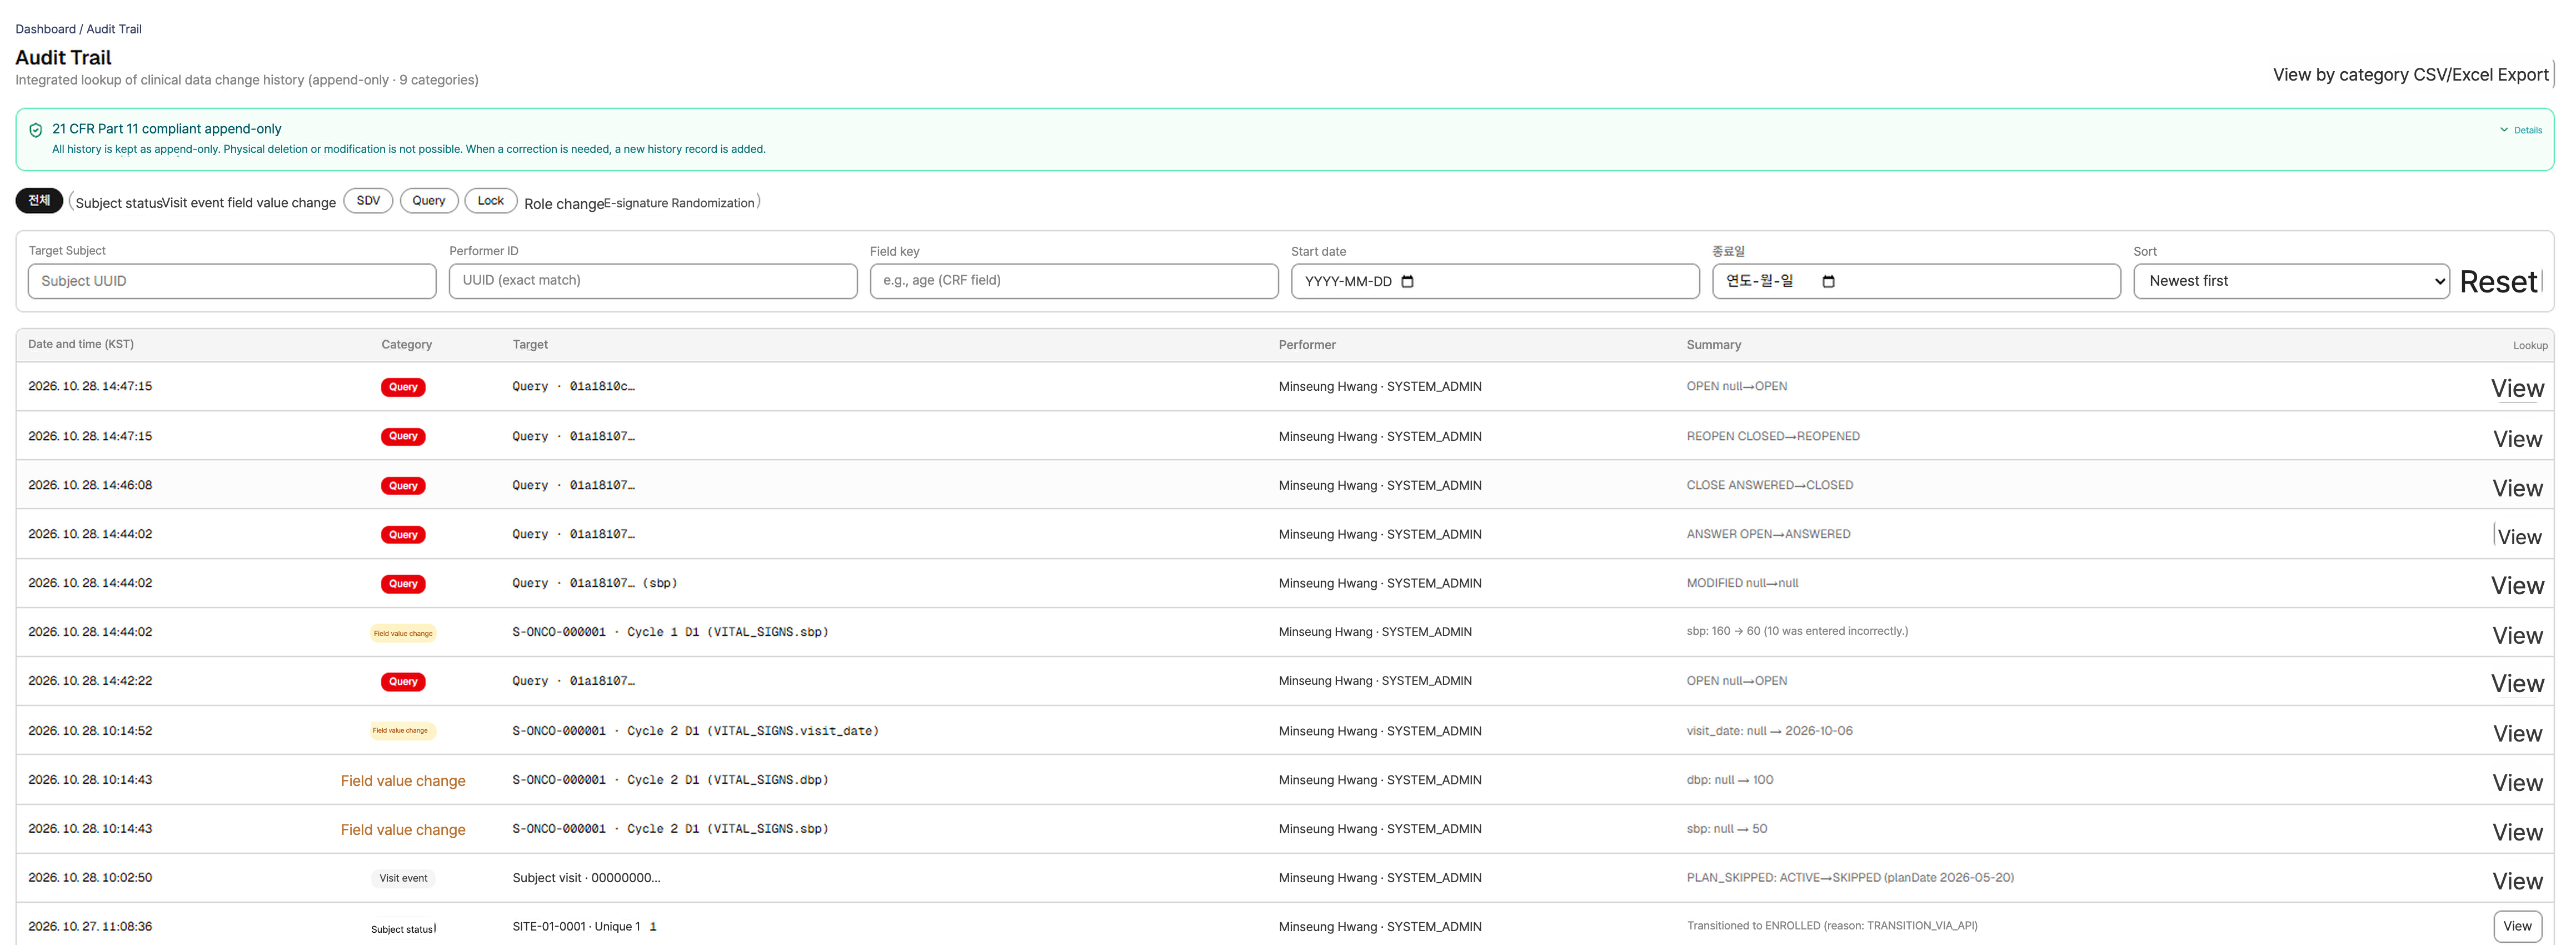 Dashboard / Audit Trail
Audit Trail
Integrated lookup of clinical data change history (append-only · 9 categories)
View by category CSV/Excel Export
21 CFR Part 11 compliant append-only
Details
All history is kept as append-only. Physical deletion or modification is not possible. When a correction is needed, a new history record is added.
전체 Subject status Visit event field value change SDV Query Lock Role change E-signature Randomization
Target Subject Performer ID Field key Start date 종료일 Sort
Subject UUID UUID (exact match) e.g., age (CRF field) YYYY-MM-DD 연도-월-일 Newest first Reset
Date and time (KST) Category Target Performer Summary Lookup
2026. 10. 28. 14:47:15 Query Query · 01a1810c… Minseung Hwang · SYSTEM_ADMIN OPEN null→OPEN View
2026. 10. 28. 14:47:15 Query Query · 01a18107… Minseung Hwang · SYSTEM_ADMIN REOPEN CLOSED→REOPENED View
2026. 10. 28. 14:46:08 Query Query · 01a18107… Minseung Hwang · SYSTEM_ADMIN CLOSE ANSWERED→CLOSED View
2026. 10. 28. 14:44:02 Query Query · 01a18107… Minseung Hwang · SYSTEM_ADMIN ANSWER OPEN→ANSWERED View
2026. 10. 28. 14:44:02 Query Query · 01a18107… (sbp) Minseung Hwang · SYSTEM_ADMIN MODIFIED null→null View
2026. 10. 28. 14:44:02 Field value change S-ONCO-000001 · Cycle 1 D1 (VITAL_SIGNS.sbp) Minseung Hwang · SYSTEM_ADMIN sbp: 160 → 60 (10 was entered incorrectly.) View
2026. 10. 28. 14:42:22 Query Query · 01a18107… Minseung Hwang · SYSTEM_ADMIN OPEN null→OPEN View
2026. 10. 28. 10:14:52 Field value change S-ONCO-000001 · Cycle 2 D1 (VITAL_SIGNS.visit_date) Minseung Hwang · SYSTEM_ADMIN visit_date: null → 2026-10-06 View
2026. 10. 28. 10:14:43 Field value change S-ONCO-000001 · Cycle 2 D1 (VITAL_SIGNS.dbp) Minseung Hwang · SYSTEM_ADMIN dbp: null → 100 View
2026. 10. 28. 10:14:43 Field value change S-ONCO-000001 · Cycle 2 D1 (VITAL_SIGNS.sbp) Minseung Hwang · SYSTEM_ADMIN sbp: null → 50 View
2026. 10. 28. 10:02:50 Visit event Subject visit · 00000000… Minseung Hwang · SYSTEM_ADMIN PLAN_SKIPPED: ACTIVE→SKIPPED (planDate 2026-05-20) View
2026. 10. 27. 11:08:36 Subject status SITE-01-0001 · Unique 1 1 Minseung Hwang · SYSTEM_ADMIN Transitioned to ENROLLED (reason: TRANSITION_VIA_API) View